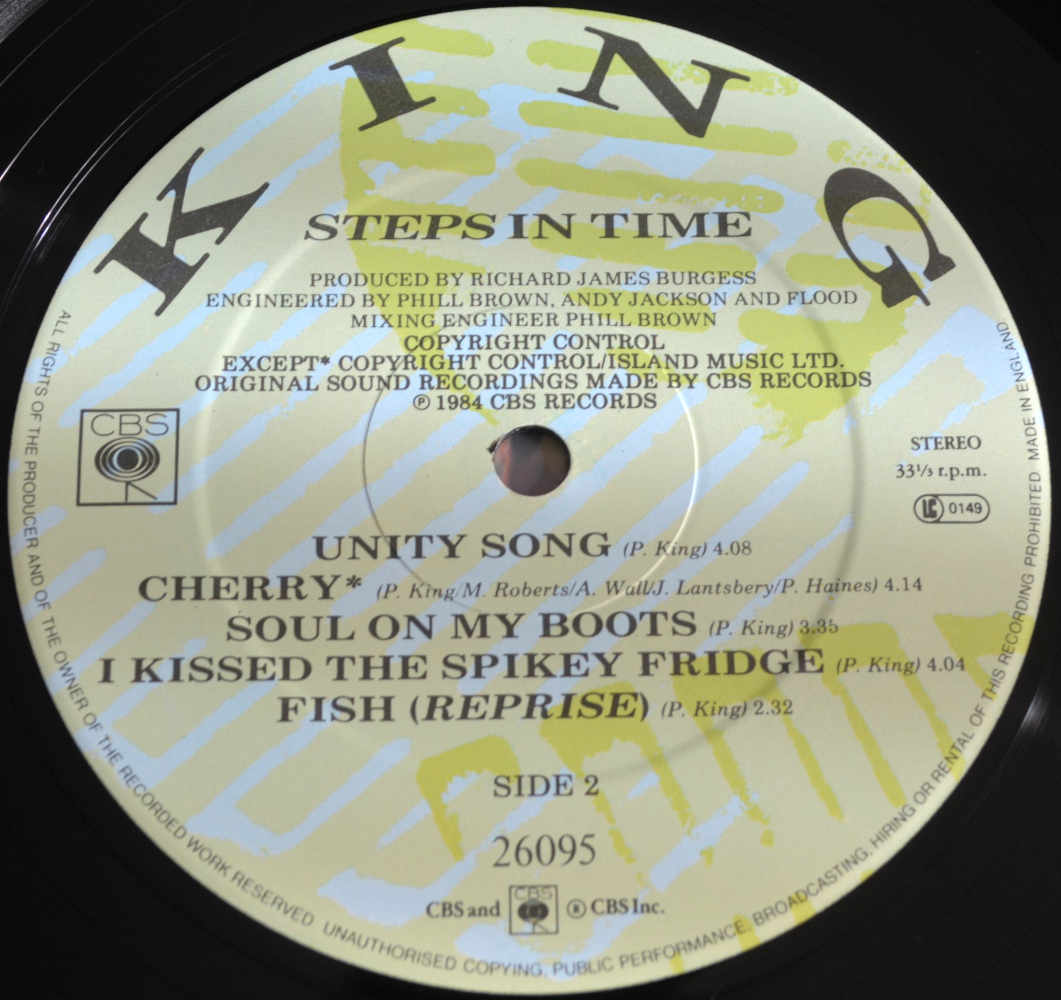 KING
STEPS IN TIME
PRODUCED BY RICHARD JAMES BURGESS
ENGINEERED BY PHILL BROWN, ANDY JACKSON AND FLOOD
MIXING ENGINEER PHILL BROWN
COPYRIGHT CONTROL
EXCEPT* COPYRIGHT CONTROL/ISLAND MUSIC LTD.
ORIGINAL SOUND RECORDINGS MADE BY CBS RECORDS
℗ 1984 CBS RECORDS
CBS
STEREO
33⅓ r.p.m.
LC 0149
UNITY SONG (P. King) 4.08
CHERRY* (P. King/M. Roberts/A. Wall/J. Lantsbery/P. Haines) 4.14
SOUL ON MY BOOTS (P. King) 3.35
I KISSED THE SPIKEY FRIDGE (P. King) 4.04
FISH (REPRISE) (P. King) 2.32
SIDE 2
26095
CBS and CBS ® CBS Inc.
ALL RIGHTS OF THE PRODUCER AND OF THE OWNER OF THE RECORDED WORK RESERVED. UNAUTHORISED COPYING, PUBLIC PERFORMANCE, BROADCASTING, HIRING OR RENTAL OF THIS RECORDING PROHIBITED. MADE IN ENGLAND.